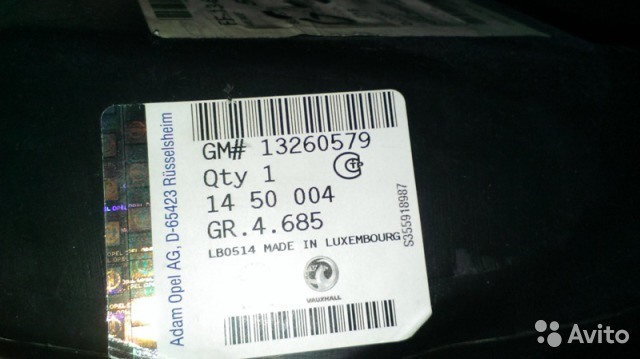 Adam Opel AG, D-65423 Rüsselsheim
GM# 13260579
Qty 1
14 50 004
GR.4.685
LB0514 MADE IN LUXEMBOURG
S355918987
VAUXHALL
Avito